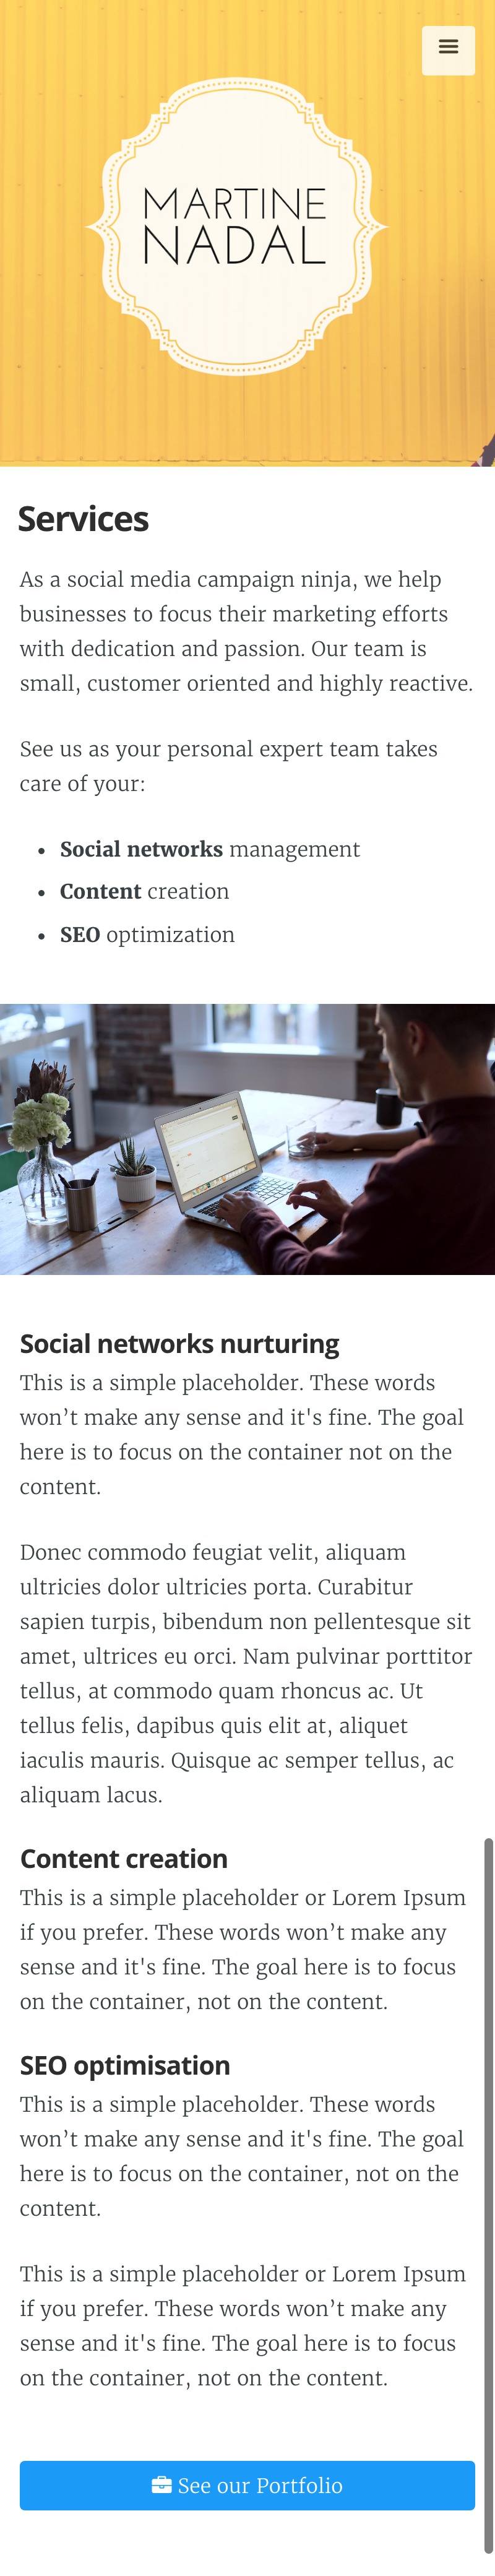 MARTINE
NADAL
Services
As a social media campaign ninja, we help
businesses to focus their marketing efforts
with dedication and passion. Our team is
small, customer oriented and highly reactive.
See us as your personal expert team takes
care of your:
• Social networks management
• Content creation
• SEO optimization
Social networks nurturing
This is a simple placeholder. These words
won’t make any sense and it's fine. The goal
here is to focus on the container not on the
content.
Donec commodo feugiat velit, aliquam
ultricies dolor ultricies porta. Curabitur
sapien turpis, bibendum non pellentesque sit
amet, ultrices eu orci. Nam pulvinar porttitor
tellus, at commodo quam rhoncus ac. Ut
tellus felis, dapibus quis elit at, aliquet
iaculis mauris. Quisque ac semper tellus, ac
aliquam lacus.
Content creation
This is a simple placeholder or Lorem Ipsum
if you prefer. These words won’t make any
sense and it's fine. The goal here is to focus
on the container, not on the content.
SEO optimisation
This is a simple placeholder. These words
won’t make any sense and it's fine. The goal
here is to focus on the container, not on the
content.
This is a simple placeholder or Lorem Ipsum
if you prefer. These words won’t make any
sense and it's fine. The goal here is to focus
on the container, not on the content.
See our Portfolio